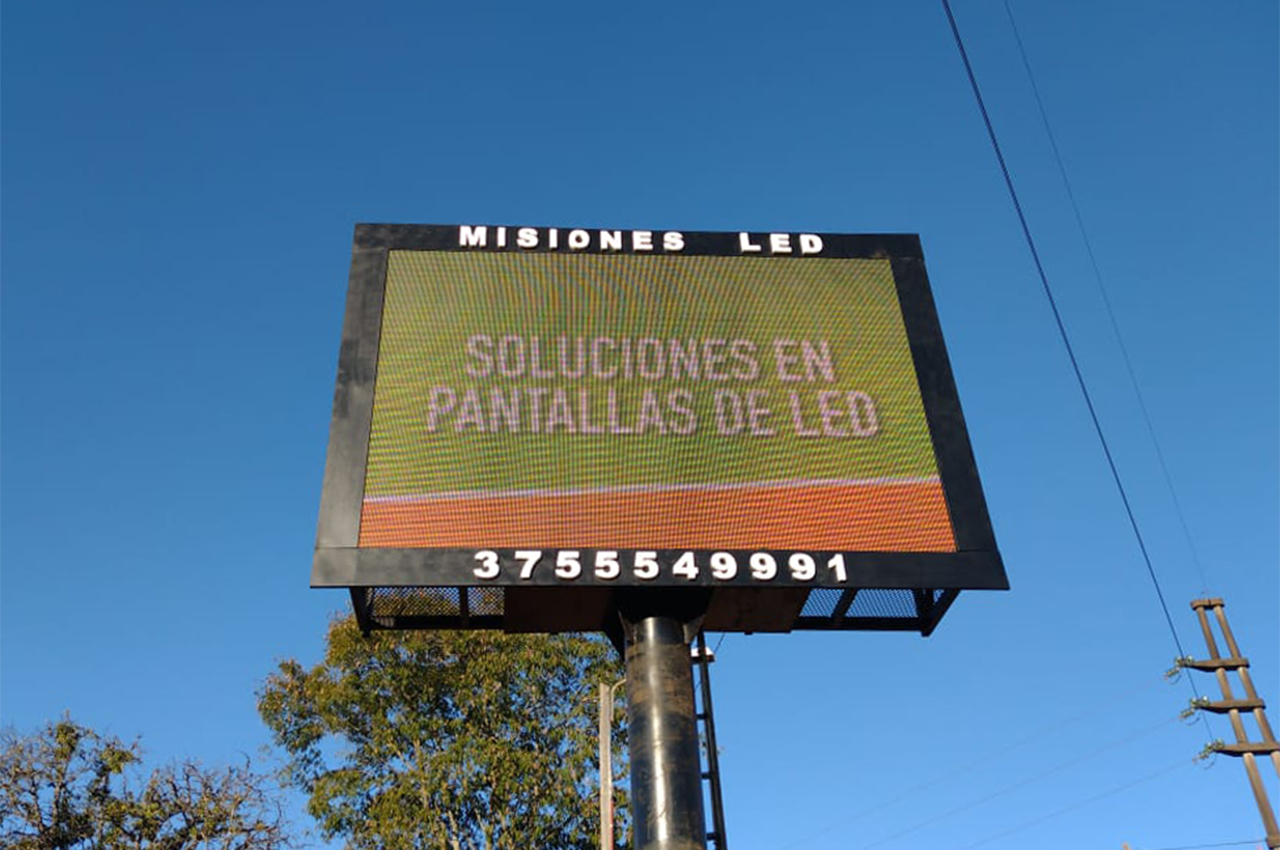 MISIONES LED
SOLUCIONES EN
PANTALLAS DE LED
3755549991